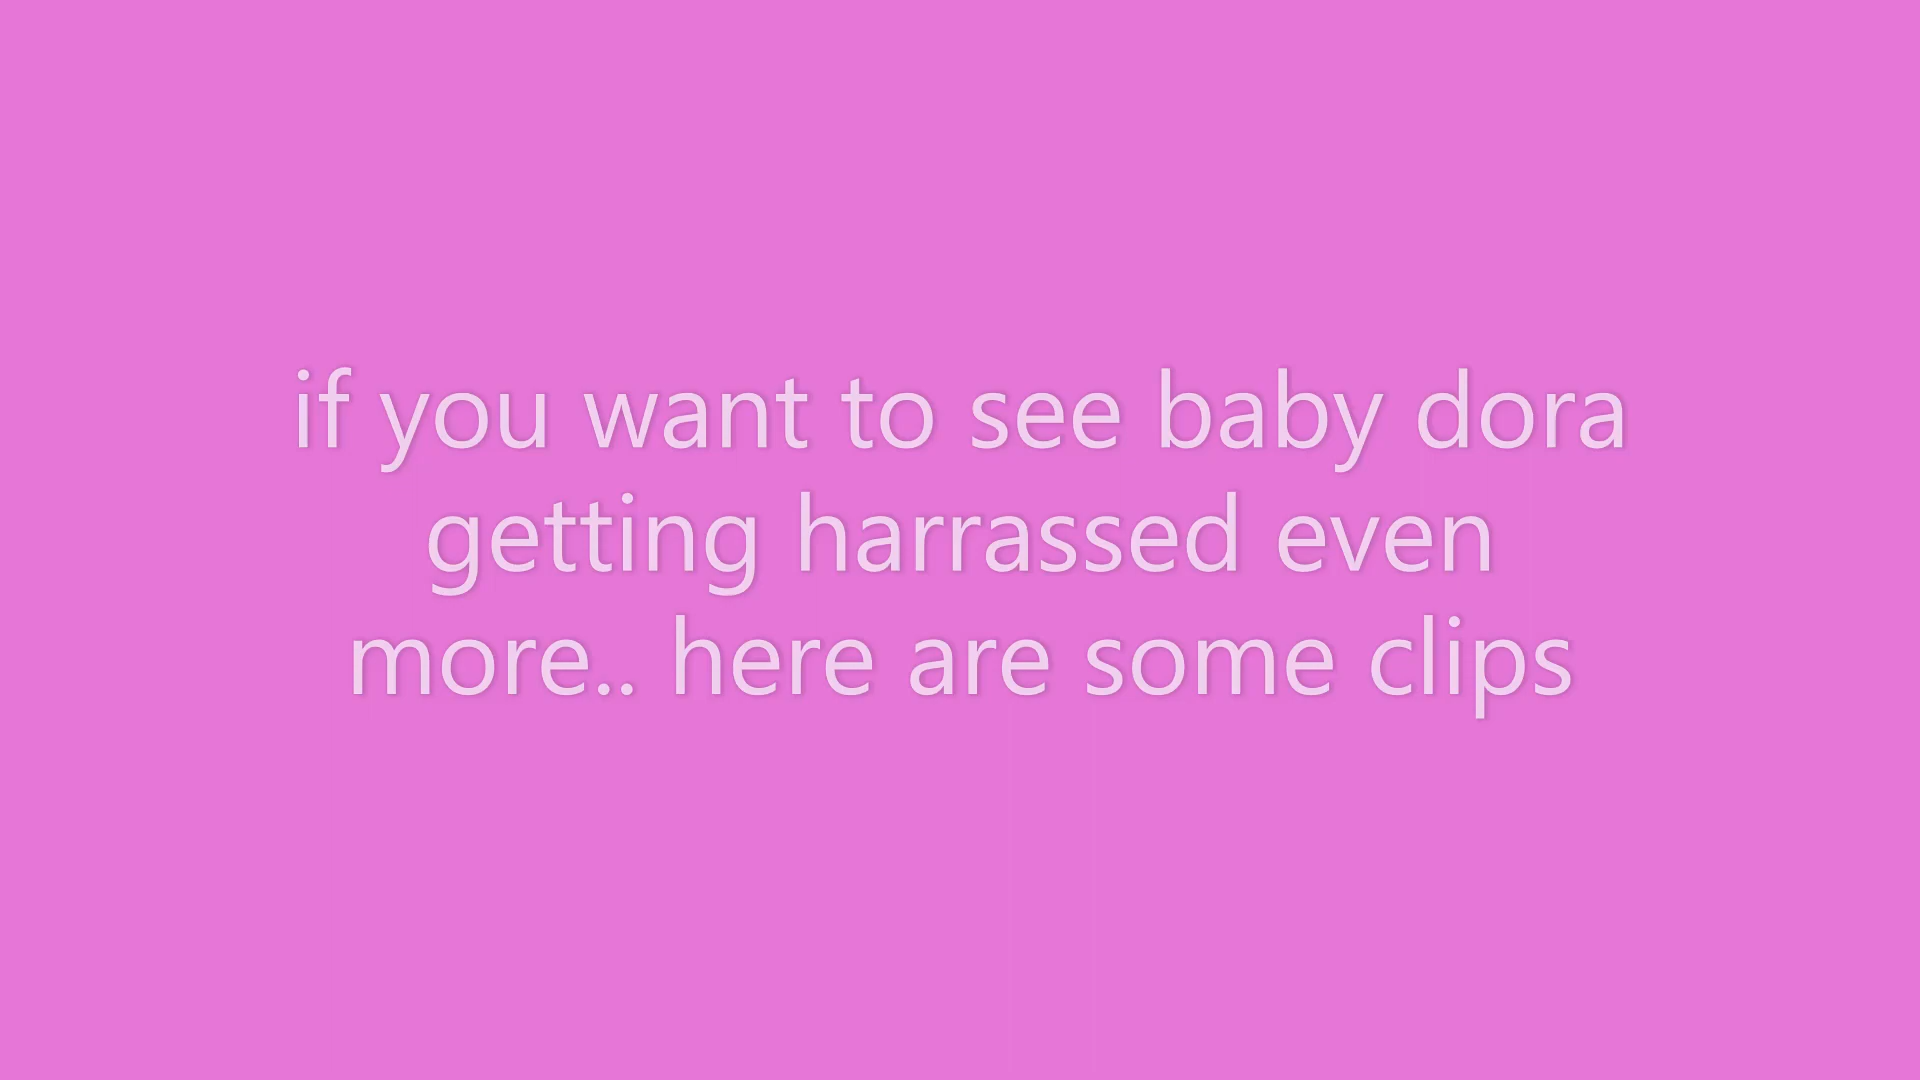 if you want to see baby dora
getting harrassed even
more.. here are some clips